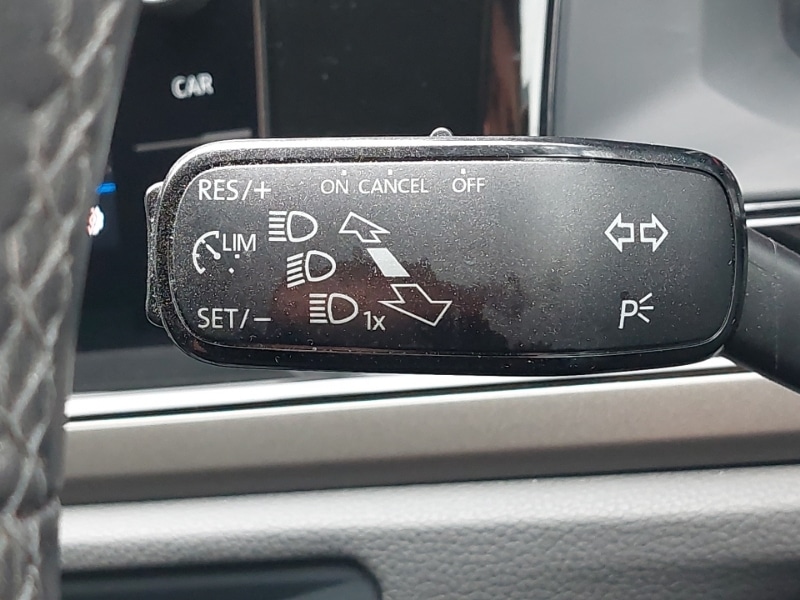 CAR
RES/+ ON CANCEL OFF
LIM
SET/- 1x P